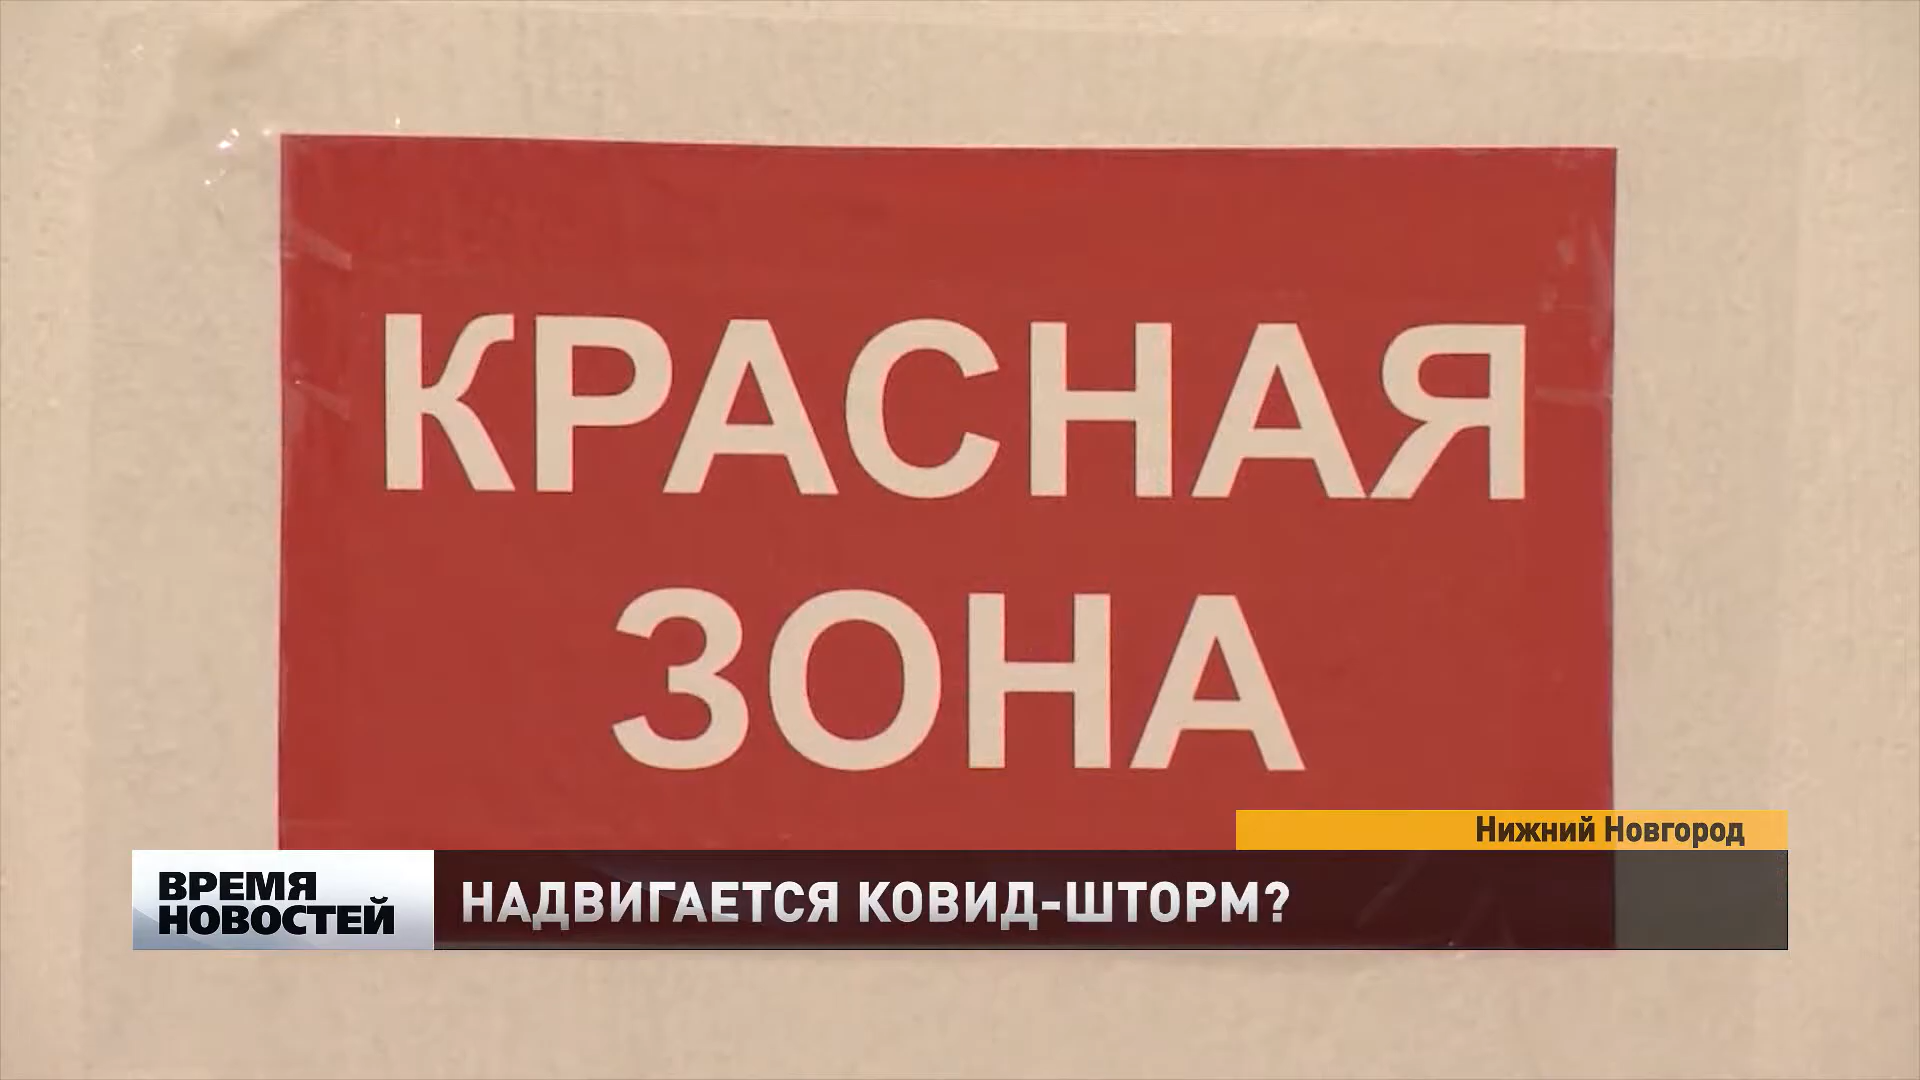 КРАСНАЯ
ЗОНА
Нижний Новгород
ВРЕМЯ
НОВОСТЕЙ
НАДВИГАЕТСЯ КОВИД-ШТОРМ?